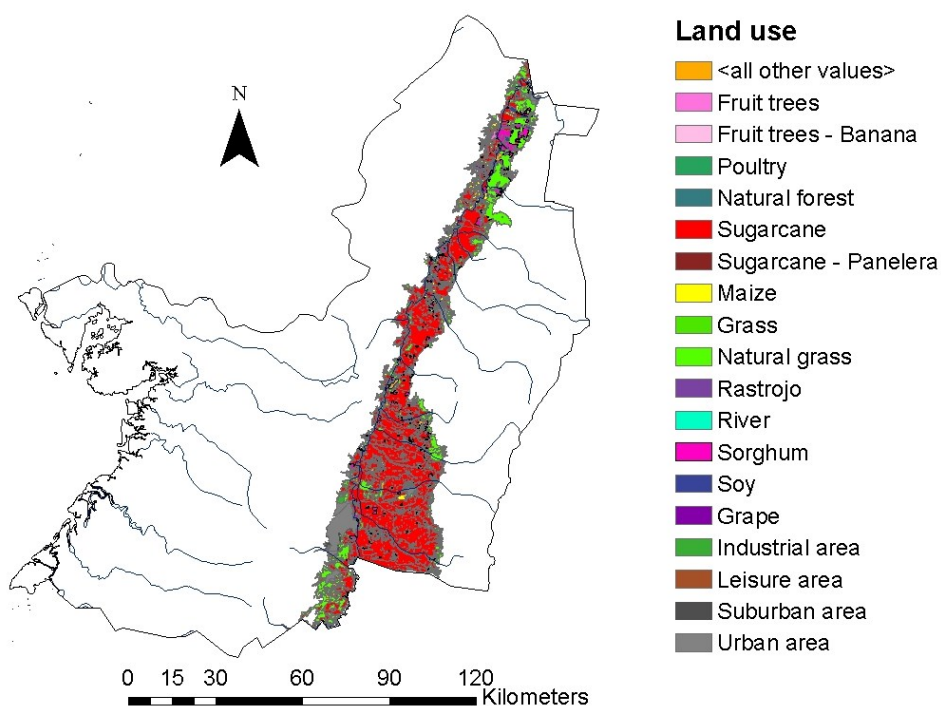 N
Land use
<all other values>
Fruit trees
Fruit trees - Banana
Poultry
Natural forest
Sugarcane
Sugarcane - Panelera
Maize
Grass
Natural grass
Rastrojo
River
Sorghum
Soy
Grape
Industrial area
Leisure area
Suburban area
Urban area
0 15 30 60 90 120
Kilometers